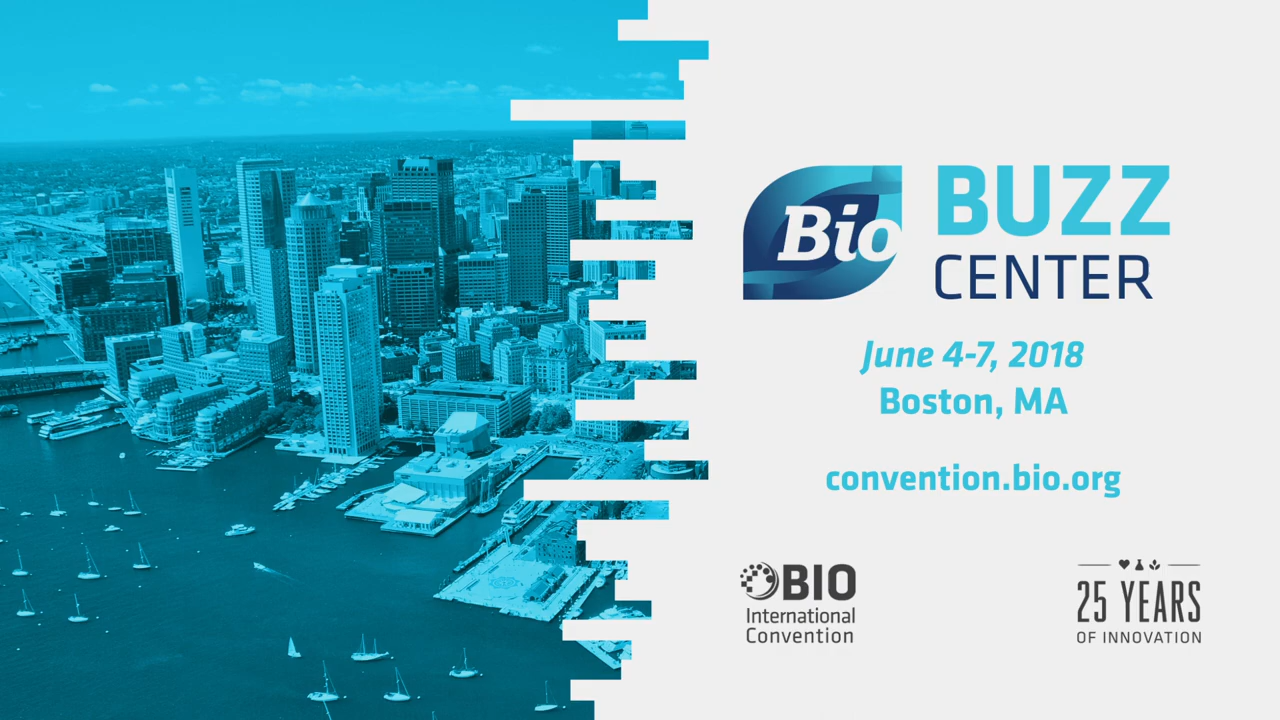 Bio
BUZZ
CENTER
June 4-7, 2018
Boston, MA
convention.bio.org
BIO
International
Convention
25 YEARS
OF INNOVATION